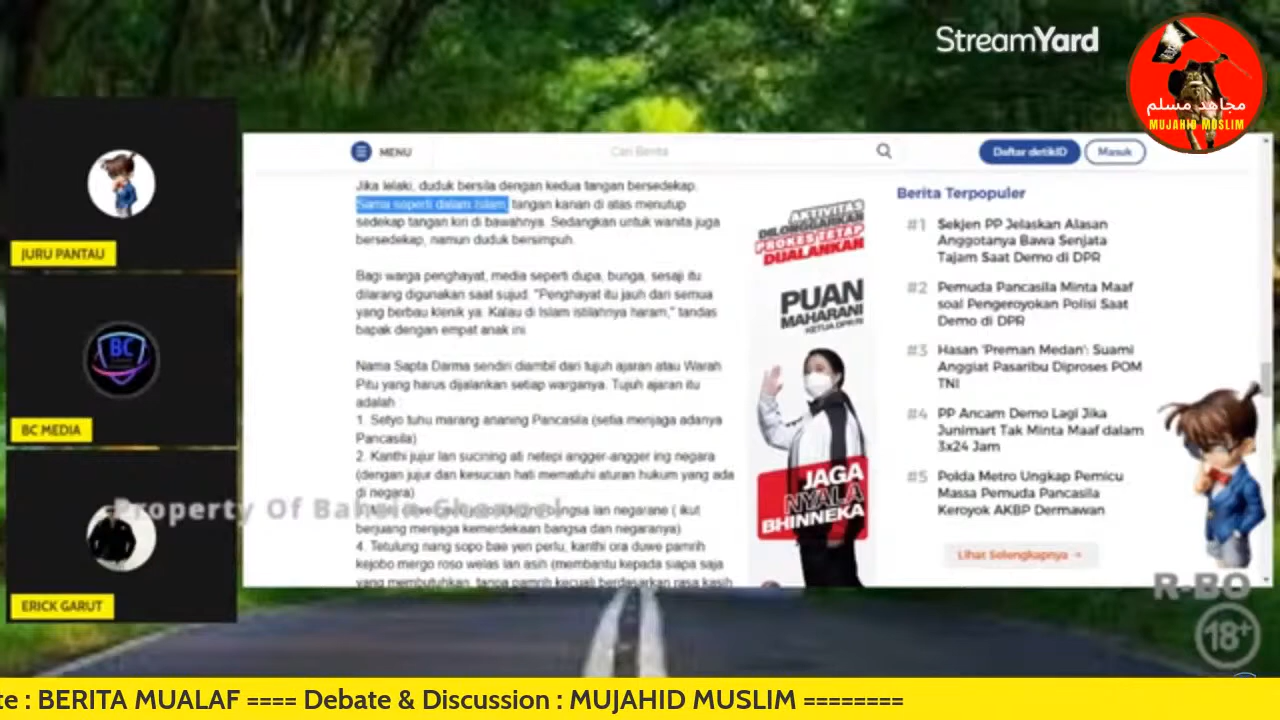 StreamYard
مجاهد مسلم
MUJAHID MUSLIM
JURU PANTAU
BC
BC MEDIA
ERICK GARUT
MENU
Cari Berita
Daftar detikID
Masuk
Jika lelaki, duduk bersila dengan kedua tangan bersedekap.
Sama seperti dalam Islam, tangan kanan di atas menutup
sedekap tangan kiri di bawahnya. Sedangkan untuk wanita juga
bersedekap, namun duduk bersimpuh.
Bagi warga penghayat, media seperti dupa, bunga, sesaji itu
dilarang digunakan saat sujud. "Penghayat itu jauh dari semua
yang berbau klenik ya. Kalau di Islam istilahnya haram," tandas
bapak dengan empat anak ini.
Nama Sapta Darma sendiri diambil dari tujuh ajaran atau Warah
Pitu yang harus dijalankan setiap warganya. Tujuh ajaran itu
adalah :
1. Setyo tuhu marang ananing Pancasila (setia menjaga adanya
Pancasila)
2. Kanthi jujur lan sucining ati netepi angger-angger ing negara
(dengan jujur dan kesucian hati mematuhi aturan hukum yang ada
di negara)
bangsa lan negarane ( ikut
berjuang menjaga kemerdekaan bangsa dan negaranya)
4. Tetulung nang sopo bae yen perlu, kanthi ora duwe pamrih
kejobo mergo roso welas lan asih (membantu kepada siapa saja
yang membutuhkan, tanpa pamrih kecuali berdasarkan rasa kasih
Property Of
AKTIVITAS
DILONGGARKAN
PROKES TETAP
DIJALANKAN
PUAN
MAHARANI
KETUA DPR RI
JAGA
NYALA
BHINNEKA
Berita Terpopuler
#1 Sekjen PP Jelaskan Alasan
Anggotanya Bawa Senjata
Tajam Saat Demo di DPR
#2 Pemuda Pancasila Minta Maaf
soal Pengeroyokan Polisi Saat
Demo di DPR
#3 Hasan 'Preman Medan': Suami
Anggiat Pasaribu Diproses POM
TNI
#4 PP Ancam Demo Lagi Jika
Junimart Tak Minta Maaf dalam
3x24 Jam
#5 Polda Metro Ungkap Pemicu
Massa Pemuda Pancasila
Keroyok AKBP Dermawan
Lihat Selengkapnya →
R-BO
18+
te : BERITA MUALAF ==== Debate & Discussion : MUJAHID MUSLIM ========